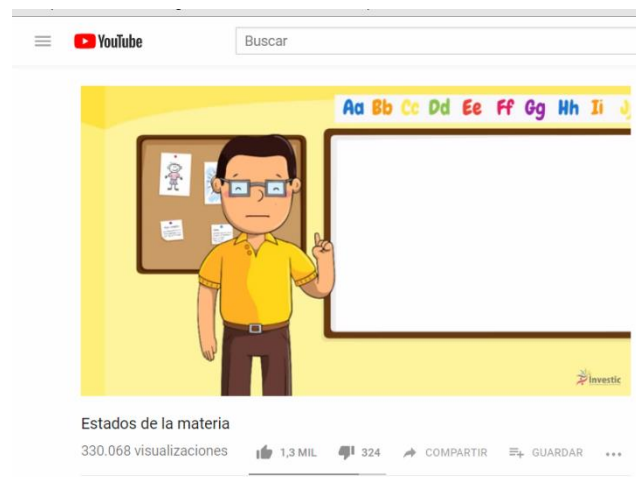 YouTube
Buscar
Aa Bb Cc Dd Ee Ff Gg Hh Ii
investic
Estados de la materia
330.068 visualizaciones 1,3 MIL 324 COMPARTIR GUARDAR